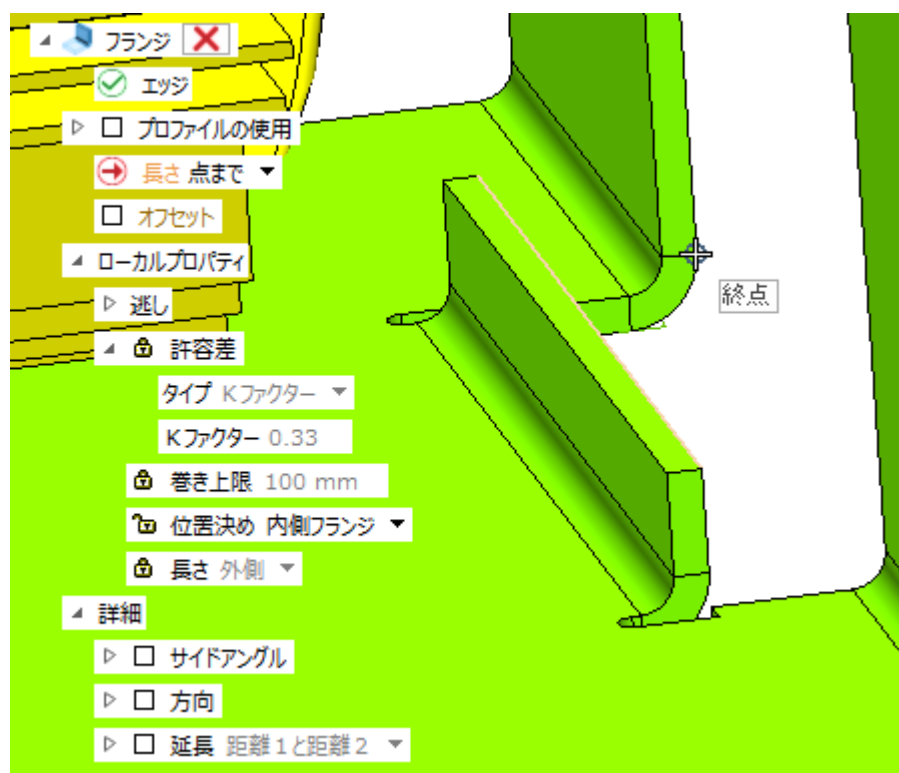 フランジ
エッジ
プロファイルの使用
長さ 点まで
オフセット
ローカルプロパティ
終点
逃し
許容差
タイプ Kファクター
Kファクター 0.33
巻き上限 100 mm
位置決め 内側フランジ
長さ 外側
詳細
サイドアングル
方向
延長 距離1と距離2